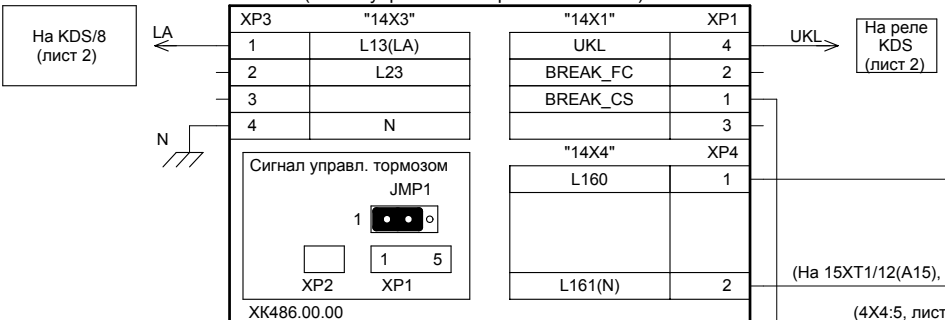 На KDS/8
(лист 2)
LA
XP3 "14X3" "14X1" XP1
1 L13(LA) UKL 4
2 L23 BREAK_FC 2
3 BREAK_CS 1
4 N 3
N
UKL
На реле
KDS
(лист 2)
"14X4" XP4
L160 1
L161(N) 2
Сигнал управл. тормозом
JMP1
1
1 5
XP2 XP1
ХК486.00.00
(На 15XT1/12(A15),
(4X4:5, лист